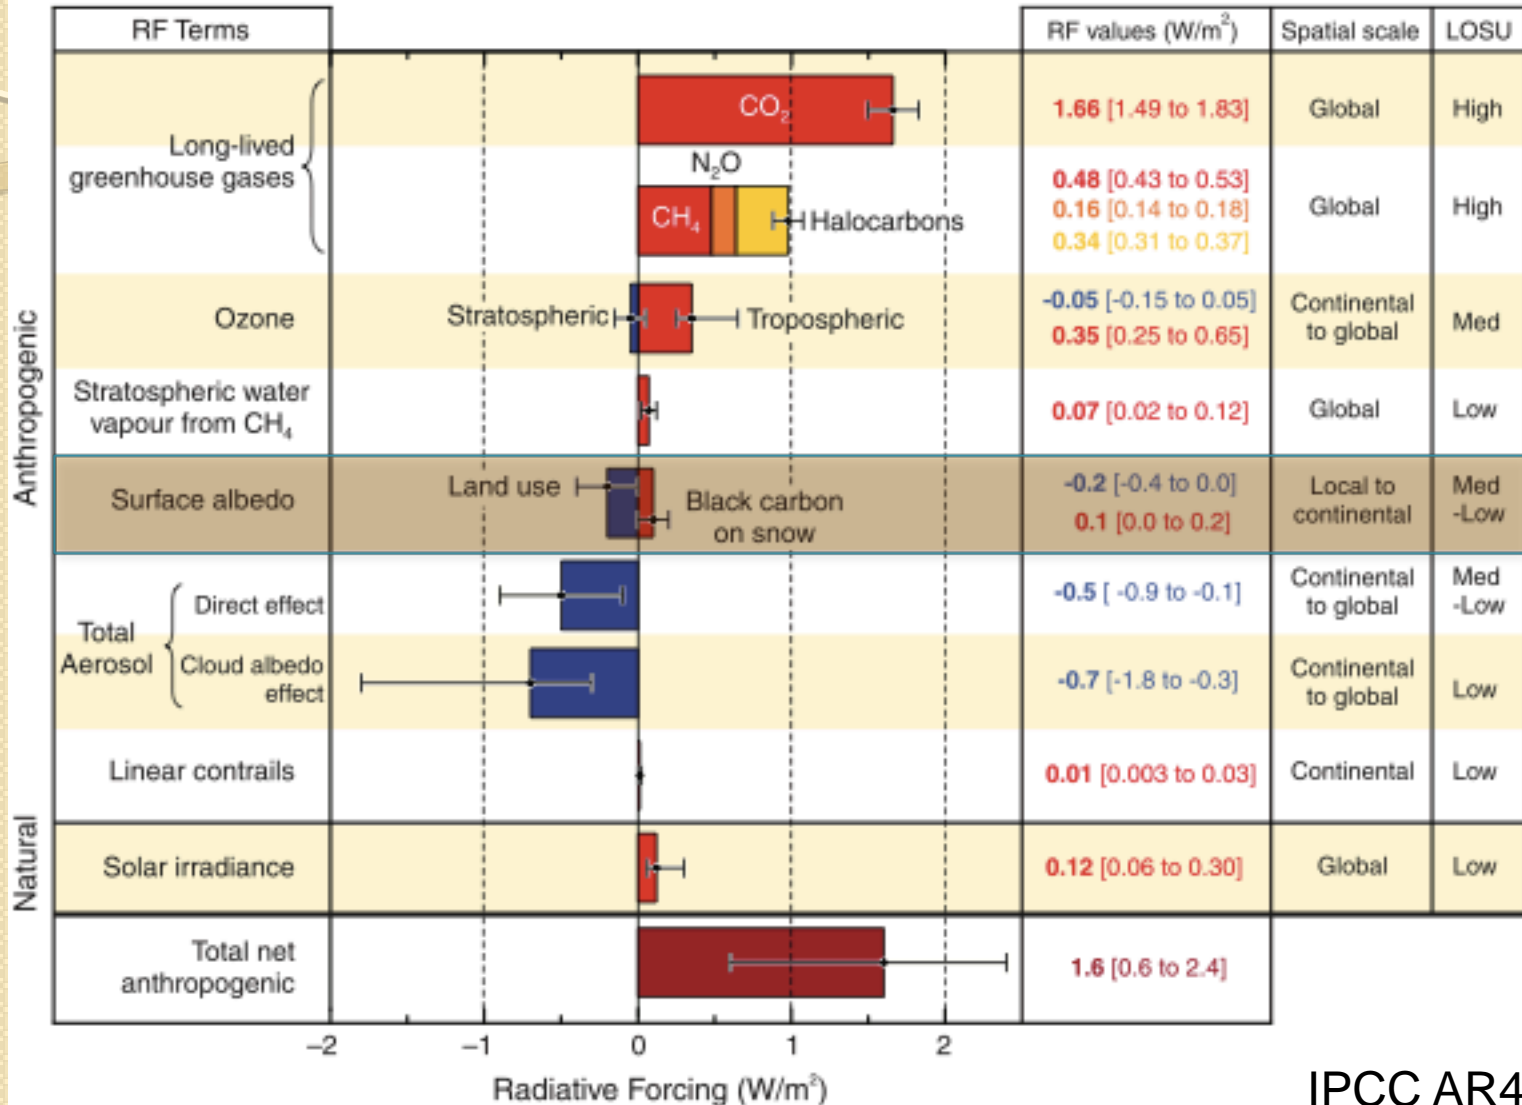 RF Terms
RF values (W/m²)
Spatial scale
LOSU
Anthropogenic
Long-lived
greenhouse gases
CO₂
1.66 [1.49 to 1.83]
Global
High
N₂O
CH₄
Halocarbons
0.48 [0.43 to 0.53]
0.16 [0.14 to 0.18]
0.34 [0.31 to 0.37]
Global
High
Ozone
Stratospheric
Tropospheric
-0.05 [-0.15 to 0.05]
0.35 [0.25 to 0.65]
Continental
to global
Med
Stratospheric water
vapour from CH₄
0.07 [0.02 to 0.12]
Global
Low
Surface albedo
Land use
Black carbon
on snow
-0.2 [-0.4 to 0.0]
0.1 [0.0 to 0.2]
Local to
continental
Med
-Low
Total
Aerosol
Direct effect
-0.5 [ -0.9 to -0.1]
Continental
to global
Med
-Low
Cloud albedo
effect
-0.7 [-1.8 to -0.3]
Continental
to global
Low
Linear contrails
0.01 [0.003 to 0.03]
Continental
Low
Natural
Solar irradiance
0.12 [0.06 to 0.30]
Global
Low
Total net
anthropogenic
1.6 [0.6 to 2.4]
–2 –1 0 1 2
Radiative Forcing (W/m²)
IPCC AR4